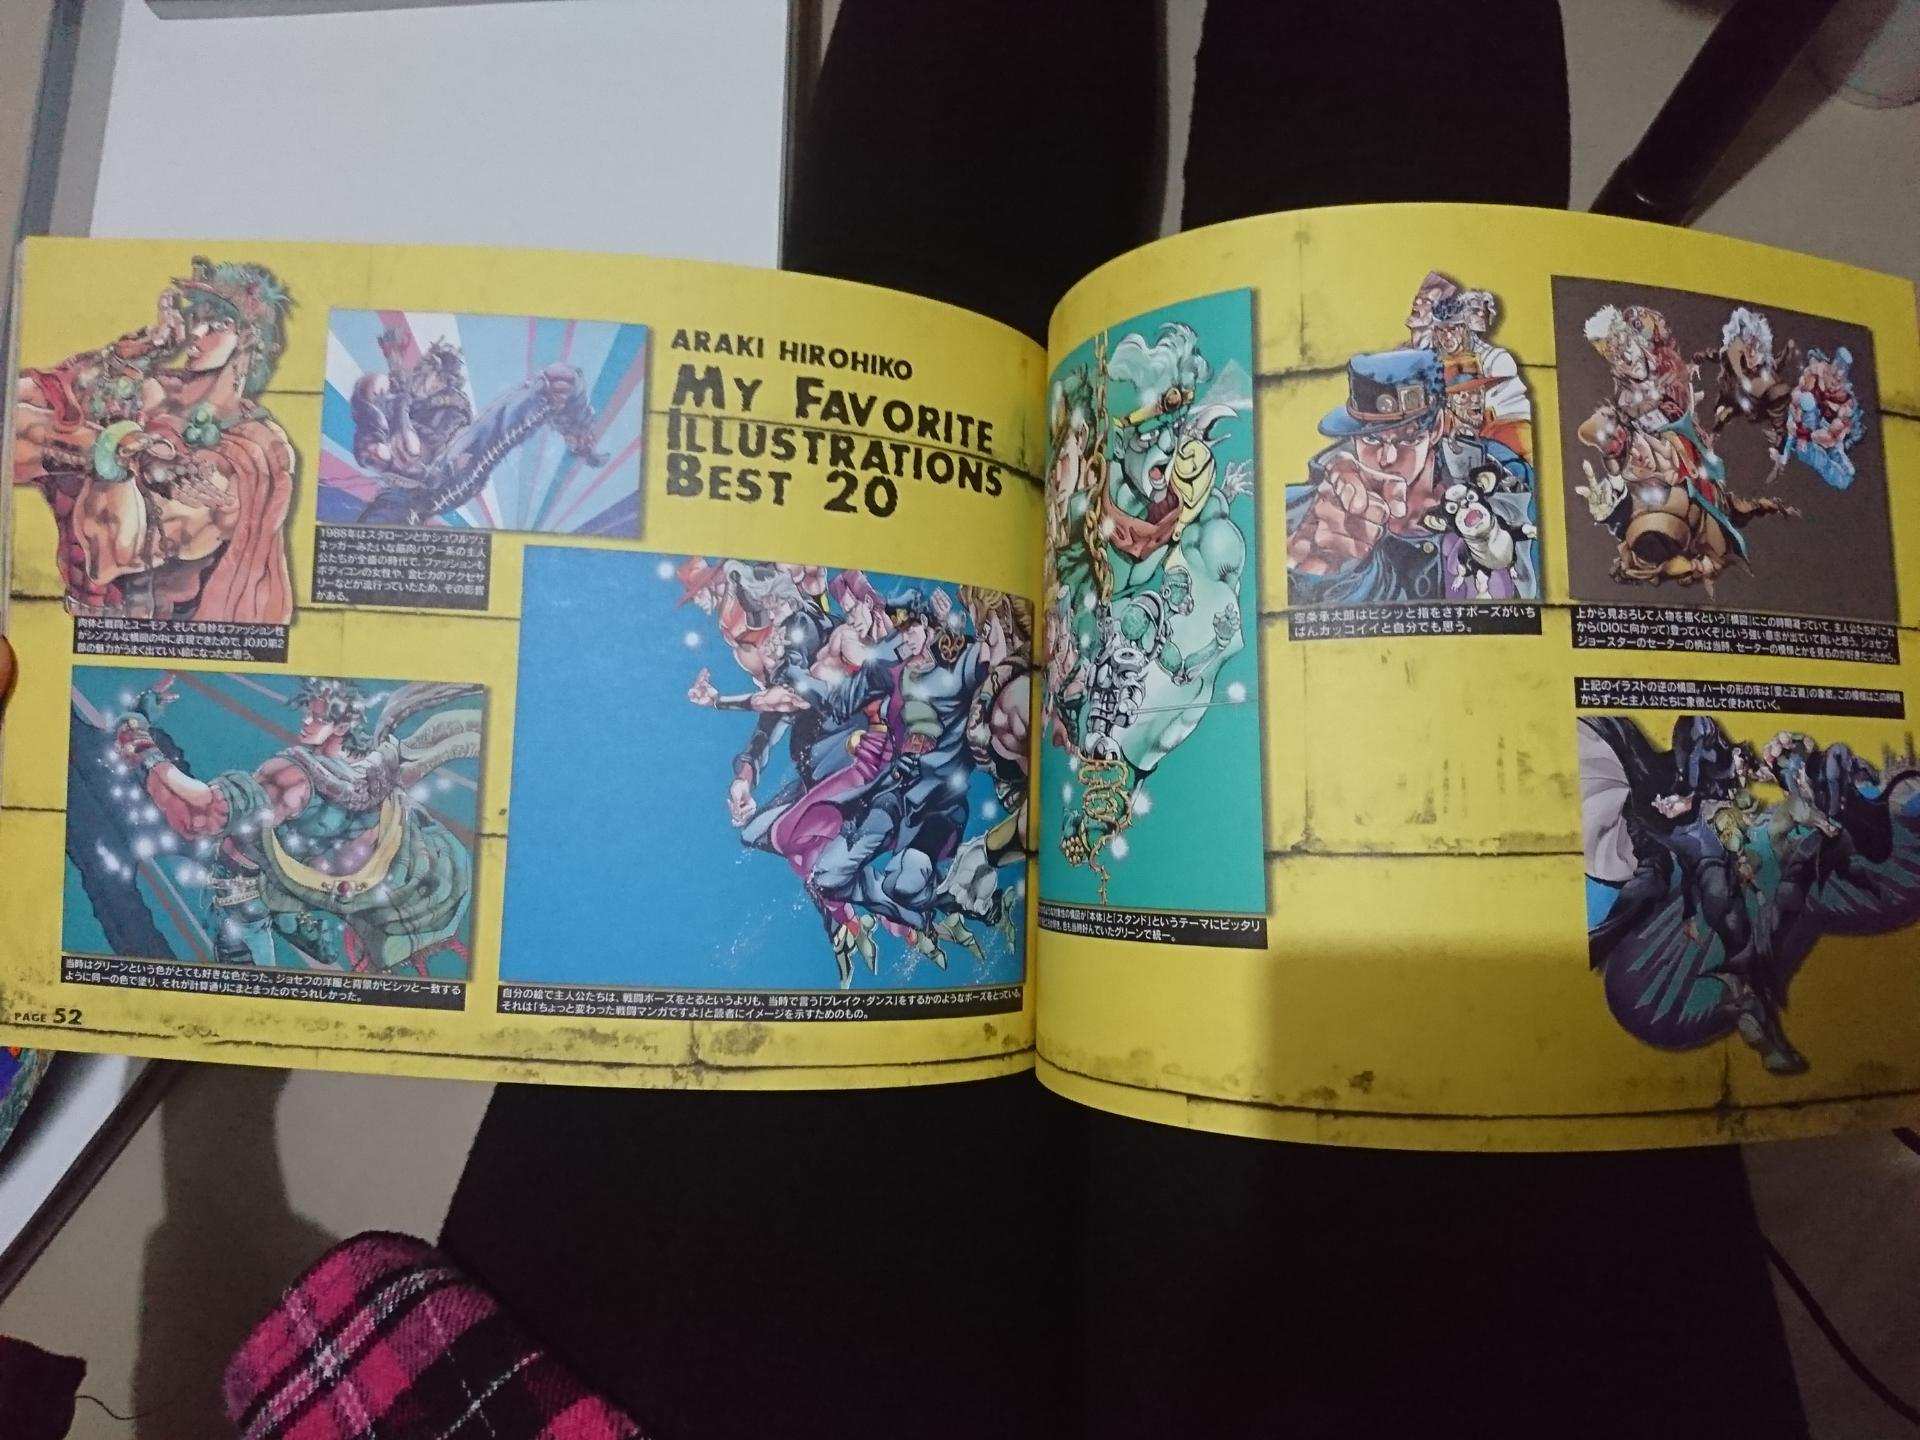 ARAKI HIROHIKO
MY FAVORITE
ILLUSTRATIONS
BEST 20
1988年はスタローンとかシュワルツェ
ネッガーみたいな筋肉パワー系の主人
公たちが全盛の時代で、ファッションも
ボディコンの女性や、金ピカのアクセサ
リーなどが流行っていたため、その影響
がある。
肉体と戦闘とユーモア、そして奇妙なファッション性
がシンプルな構図の中に表現できたので、JOJO第2
部の魅力がうまく出ていい絵になったと思う。
当時はグリーンという色がとても好きな色だった。ジョセフの洋服と背景がピシッと一致する
ように同一の色で塗り、それが計算通りにまとまったのでうれしかった。
自分の絵で主人公たちは、戦闘ポーズをとるというよりも、当時で言う「ブレイク・ダンス」をするかのようなポーズをとっている。
それは「ちょっと変わった戦闘マンガですよ」と読者にイメージを示すためのもの。
PAGE 52
対象性の構図が「本体」と「スタンド」というテーマにピッタリ
色も当時好んでいたグリーンで統一。
空条承太郎はビシッと指をさすポーズがいち
ばんカッコイイと自分でも思う。
上から見おろして人物を描くという「構図」にこの時期凝っていて、主人公たちが「これ
から(DIOに向かって)登っていくぞ」という強い意志が出ていて良いと思う。ジョセフ・
ジョースターのセーターの柄は当時、セーターの模様とかを見るのが好きだったから。
上記のイラストの逆の構図。ハートの形の床は「愛と正義」の象徴。この模様はこの時期
からずっと主人公たちに象徴として使われていく。